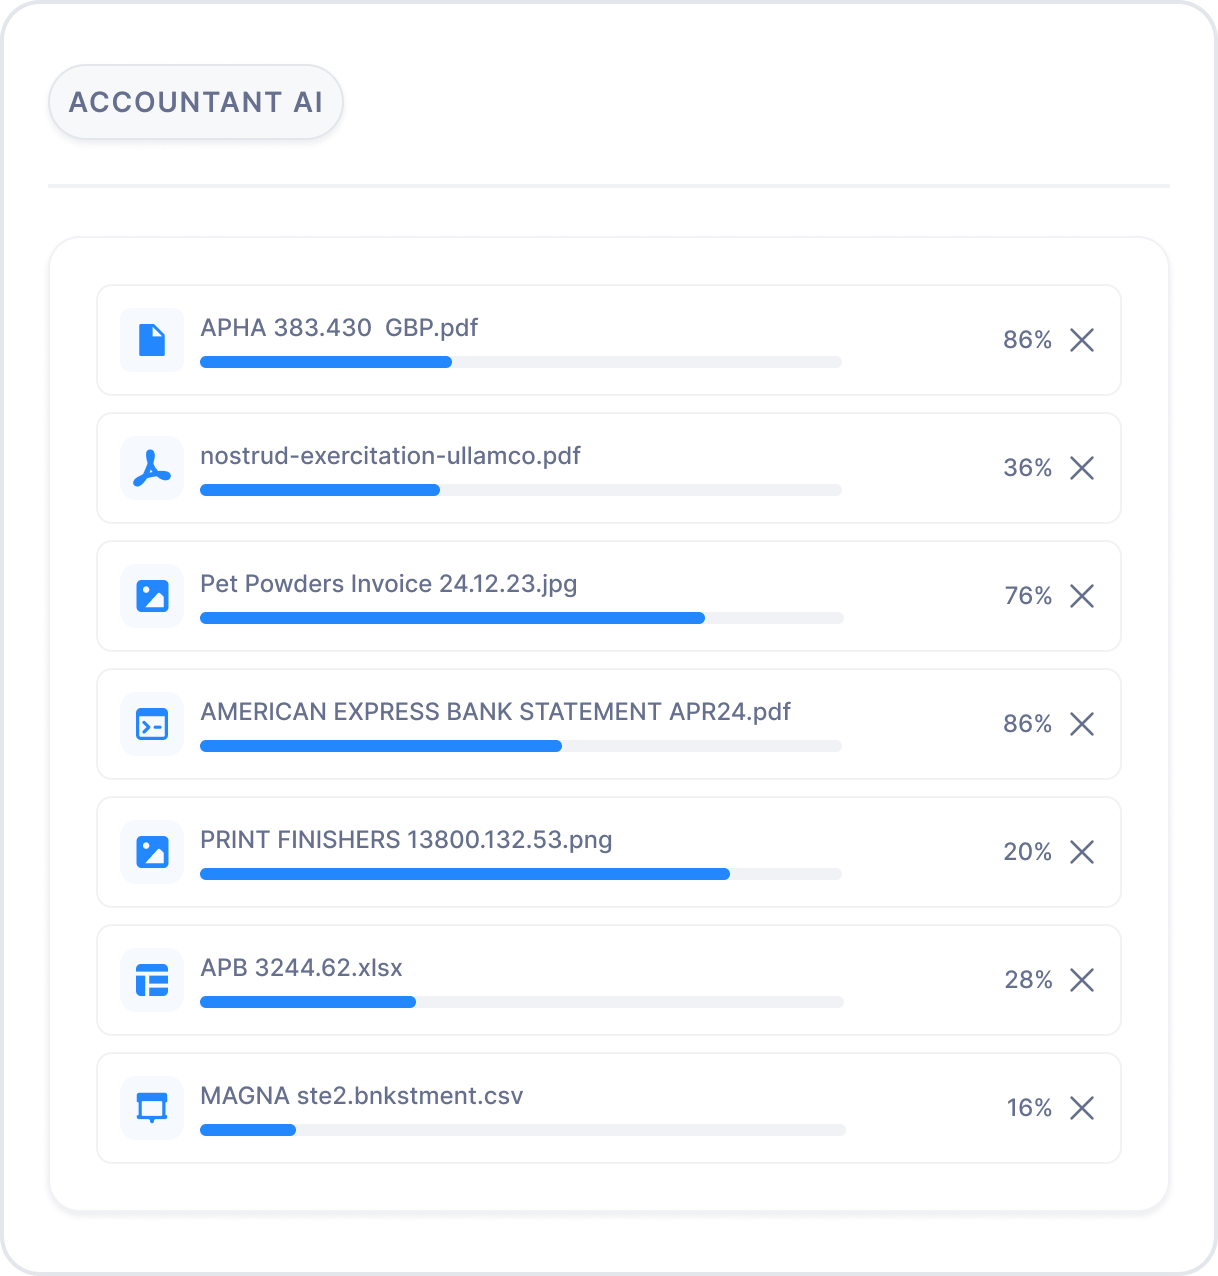 ACCOUNTANT AI
APHA 383.430  GBP.pdf
86%
nostrud-exercitation-ullamco.pdf
36%
Pet Powders Invoice 24.12.23.jpg
76%
AMERICAN EXPRESS BANK STATEMENT APR24.pdf
86%
PRINT FINISHERS 13800.132.53.png
20%
APB 3244.62.xlsx
28%
MAGNA ste2.bnkstment.csv
16%